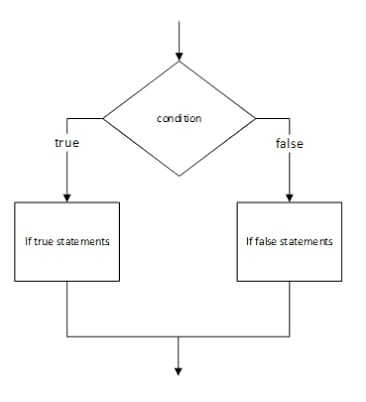 condition
true
false
If true statements
If false statements